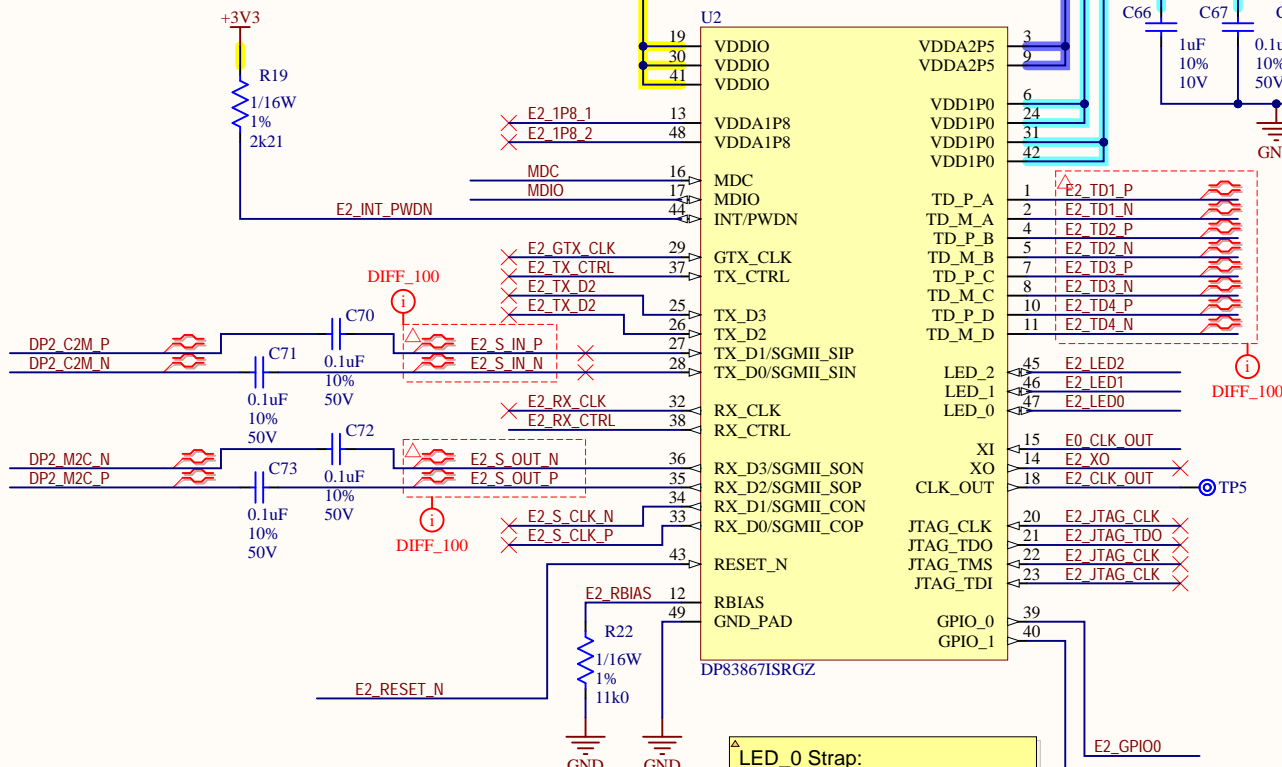 +3V3
R19
1/16W
1%
2k21
E2_INT_PWDN
E2_1P8_1
E2_1P8_2
MDC
MDIO
E2_GTX_CLK
E2_TX_CTRL
E2_TX_D2
E2_TX_D2
DIFF_100
i
DP2_C2M_P
DP2_C2M_N
C70
0.1uF
10%
50V
C71
0.1uF
10%
50V
E2_S_IN_P
E2_S_IN_N
E2_RX_CLK
E2_RX_CTRL
DP2_M2C_N
DP2_M2C_P
C72
0.1uF
10%
50V
C73
0.1uF
10%
50V
E2_S_OUT_N
E2_S_OUT_P
i
DIFF_100
E2_S_CLK_N
E2_S_CLK_P
E2_RBIAS
R22
1/16W
1%
11k0
E2_RESET_N
GND
GND
U2
19 VDDIO
30 VDDIO
41 VDDIO
13 VDDA1P8
48 VDDA1P8
16 MDC
17 MDIO
44 INT/PWDN
29 GTX_CLK
37 TX_CTRL
25 TX_D3
26 TX_D2
27 TX_D1/SGMII_SIP
28 TX_D0/SGMII_SIN
32 RX_CLK
38 RX_CTRL
36 RX_D3/SGMII_SON
35 RX_D2/SGMII_SOP
34 RX_D1/SGMII_CON
33 RX_D0/SGMII_COP
43 RESET_N
12 RBIAS
49 GND_PAD
VDDA2P5 3
VDDA2P5 9
VDD1P0 6
VDD1P0 24
VDD1P0 31
VDD1P0 42
TD_P_A 1 E2_TD1_P
TD_M_A 2 E2_TD1_N
TD_P_B 4 E2_TD2_P
TD_M_B 5 E2_TD2_N
TD_P_C 7 E2_TD3_P
TD_M_C 8 E2_TD3_N
TD_P_D 10 E2_TD4_P
TD_M_D 11 E2_TD4_N
i
DIFF_100
LED_2 45 E2_LED2
LED_1 46 E2_LED1
LED_0 47 E2_LED0
XI 15 E0_CLK_OUT
XO 14 E2_XO
CLK_OUT 18 E2_CLK_OUT TP5
JTAG_CLK 20 E2_JTAG_CLK
JTAG_TDO 21 E2_JTAG_TDO
JTAG_TMS 22 E2_JTAG_CLK
JTAG_TDI 23 E2_JTAG_CLK
GPIO_0 39
GPIO_1 40
DP83867ISRGZ
E2_GPIO0
LED_0 Strap:
C66
1uF
10%
10V
C67
0.1u
10%
50V
C
GN